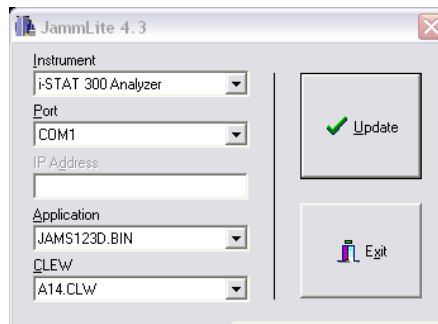 JammLite 4.3
Instrument
i-STAT 300 Analyzer
Port
COM1
IP Address
Application
JAMS123D.BIN
CLEW
A14.CLW
Update
Exit